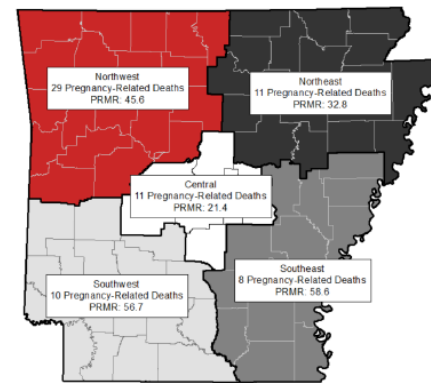 Northwest
29 Pregnancy-Related Deaths
PRMR: 45.6
Northeast
11 Pregnancy-Related Deaths
PRMR: 32.8
Central
11 Pregnancy-Related Deaths
PRMR: 21.4
Southwest
10 Pregnancy-Related Deaths
PRMR: 56.7
Southeast
8 Pregnancy-Related Deaths
PRMR: 58.6